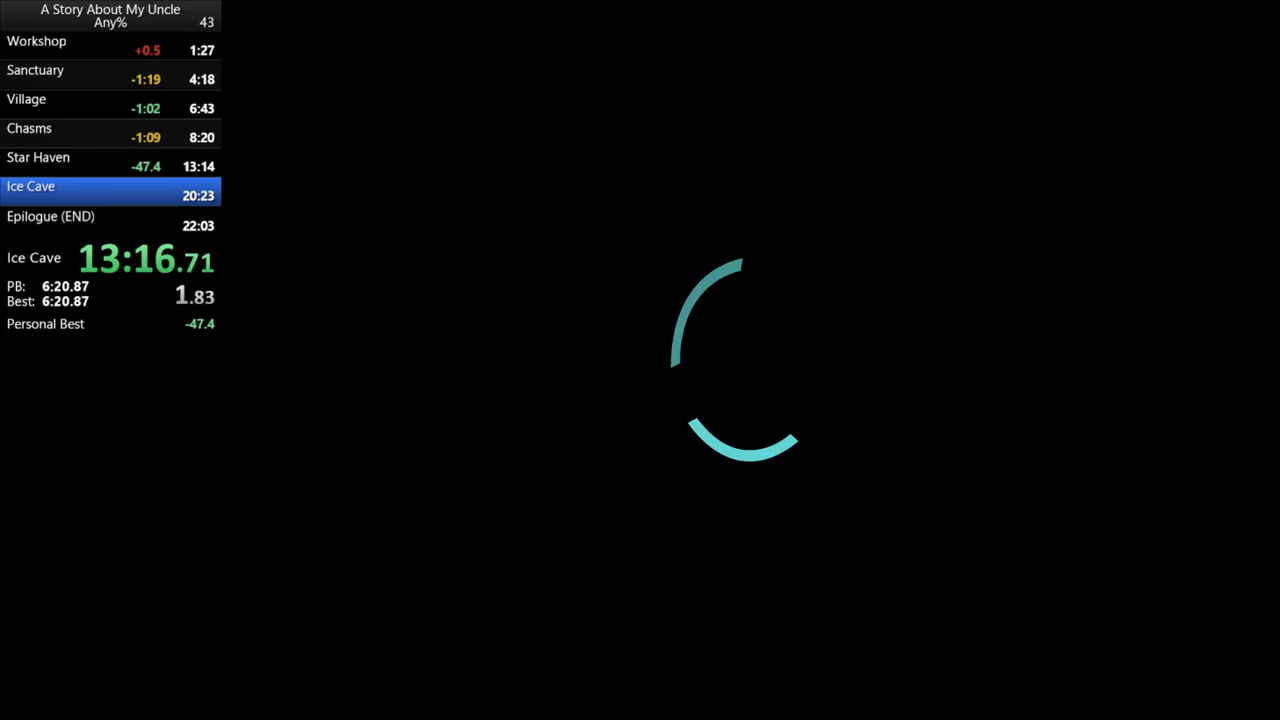 A Story About My Uncle
Any% 43
Workshop +0.5 1:27
Sanctuary -1:19 4:18
Village -1:02 6:43
Chasms -1:09 8:20
Star Haven -47.4 13:14
Ice Cave 20:23
Epilogue (END) 22:03
Ice Cave 13:16.71
PB: 6:20.87 1.83
Best: 6:20.87
Personal Best -47.4